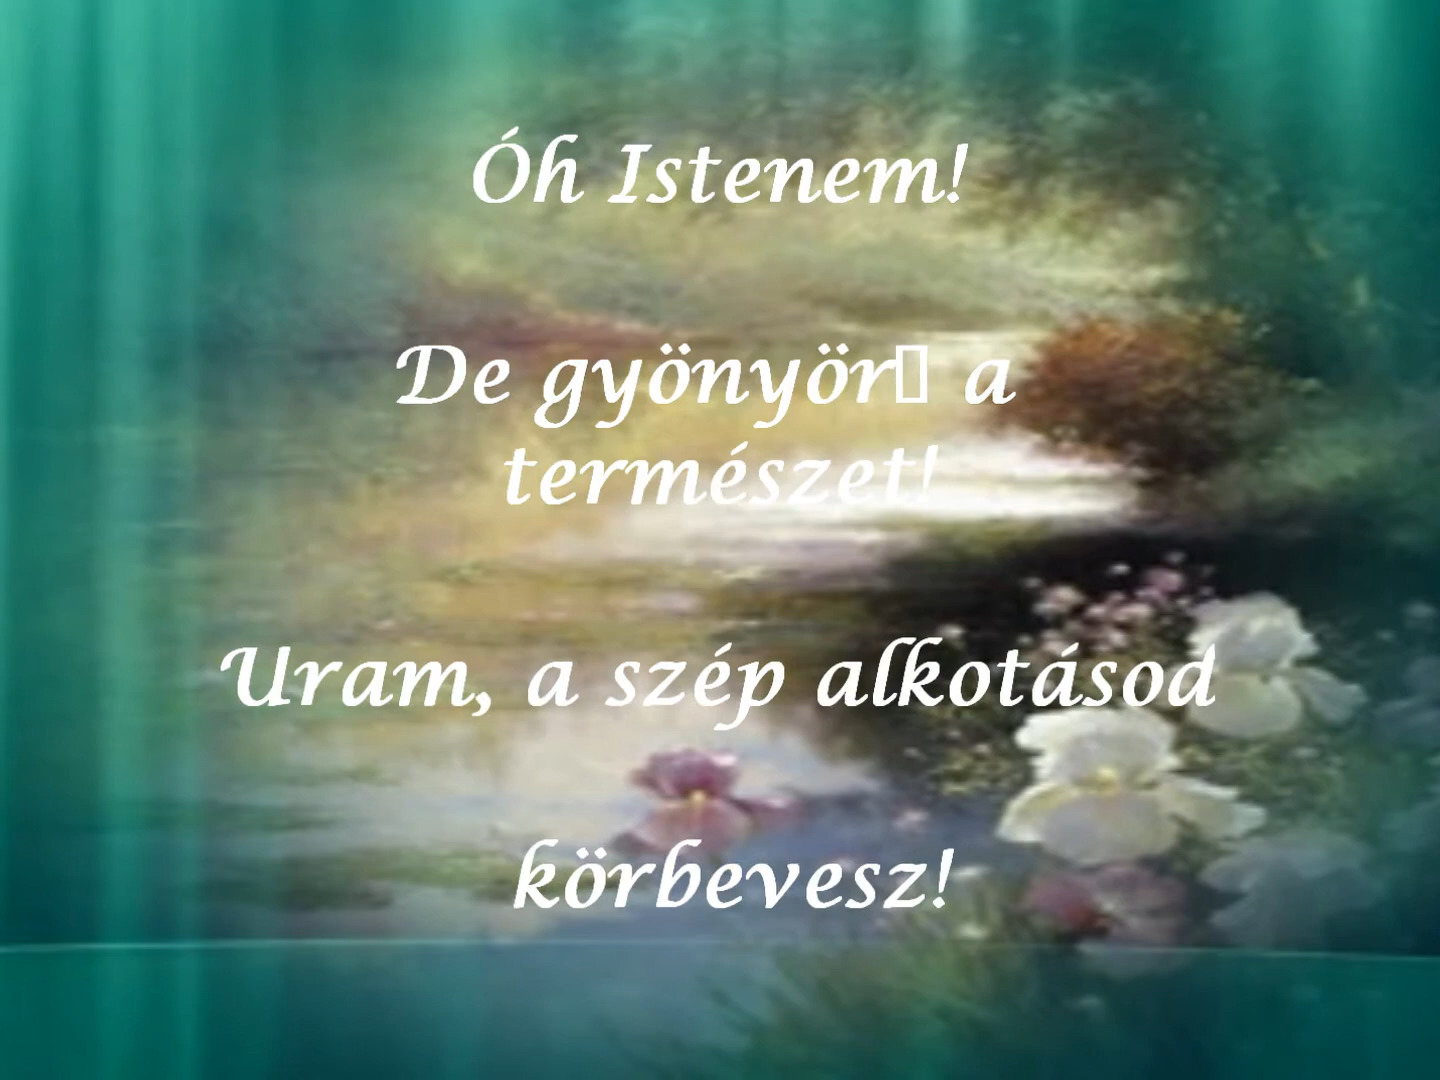 Óh Istenem!
De gyönyör▯ a
természet!
Uram, a szép alkotásod
körbevesz!